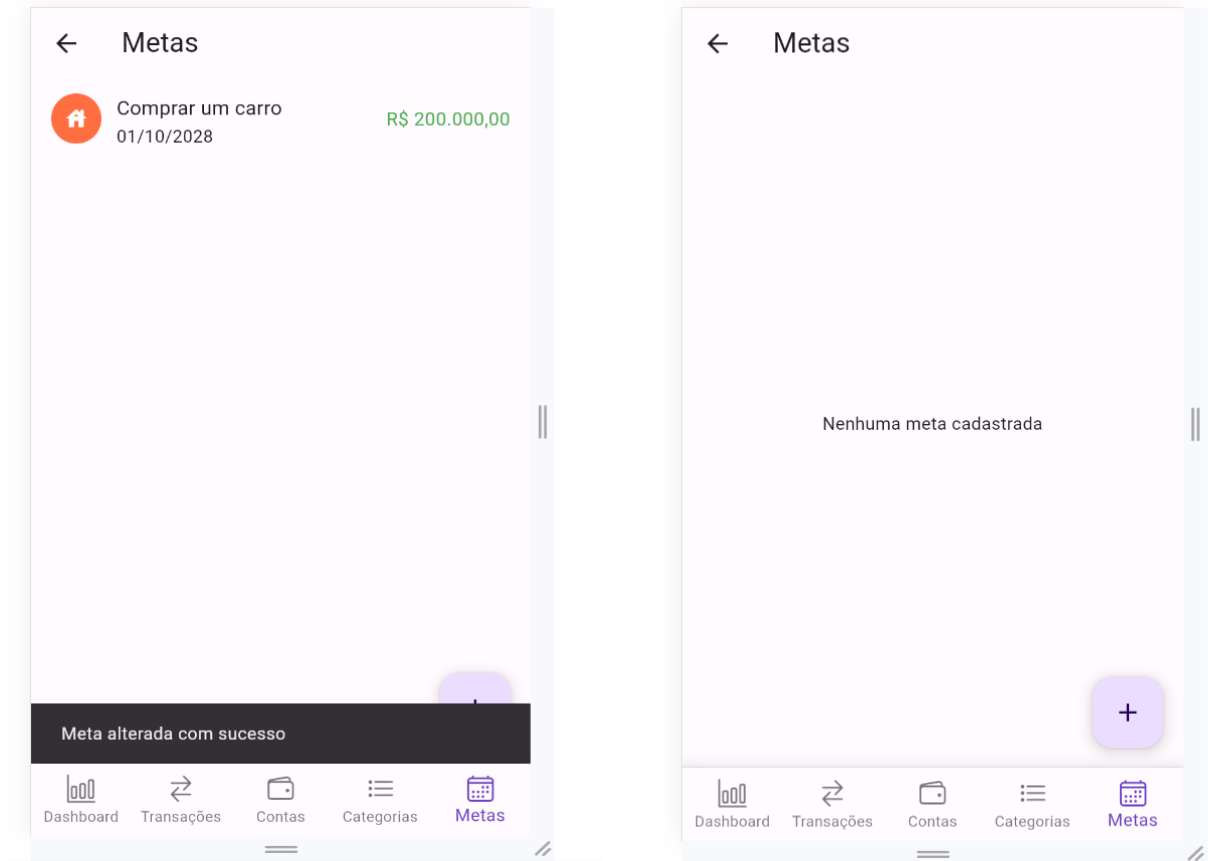 Metas
Comprar um carro
01/10/2028
R$ 200.000,00
Meta alterada com sucesso
Dashboard
Transações
Contas
Categorias
Metas
Metas
Nenhuma meta cadastrada
Dashboard
Transações
Contas
Categorias
Metas